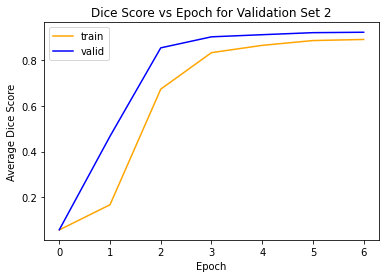 Dice Score vs Epoch for Validation Set 2
train
valid
Average Dice Score
0.8
0.6
0.4
0.2
0 1 2 3 4 5 6
Epoch